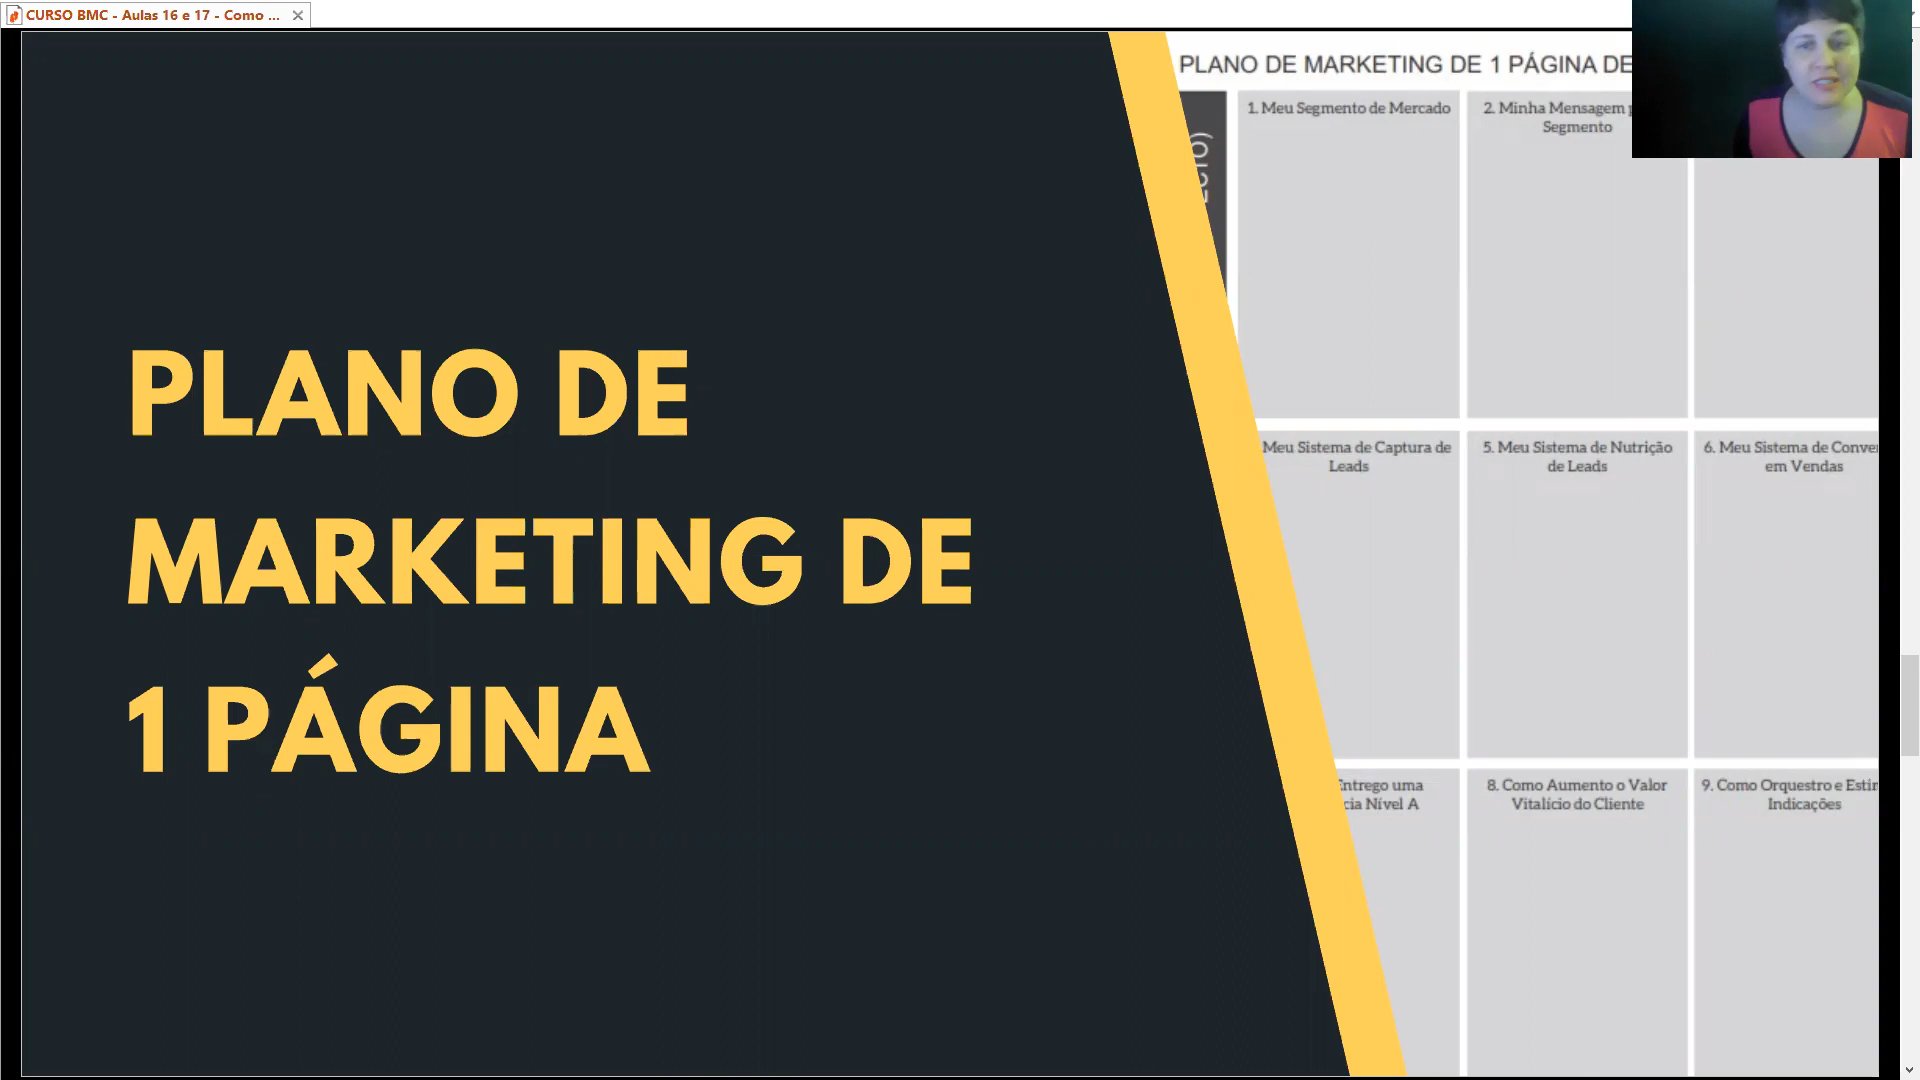 CURSO BMC - Aulas 16 e 17 - Como ...
PLANO DE
MARKETING DE
1 PÁGINA
PLANO DE MARKETING DE 1 PÁGINA DE
1. Meu Segmento de Mercado
2. Minha Mensagem
Segmento
Meu Sistema de Captura de
Leads
5. Meu Sistema de Nutrição
de Leads
6. Meu Sistema de Conver
em Vendas
Entrego uma
cia Nível A
8. Como Aumento o Valor
Vitalício do Cliente
9. Como Orquestro e Estim
Indicações